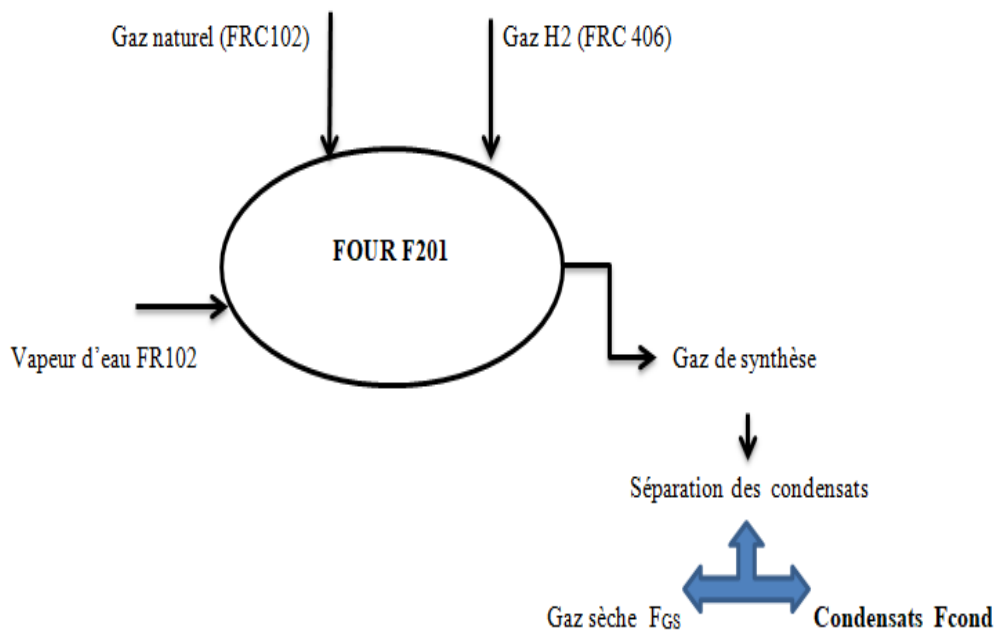 Gaz naturel (FRC102)
Gaz H2 (FRC 406)
FOUR F201
Vapeur d’eau FR102
Gaz de synthèse
Séparation des condensats
Gaz sèche FGS
Condensats Fcond